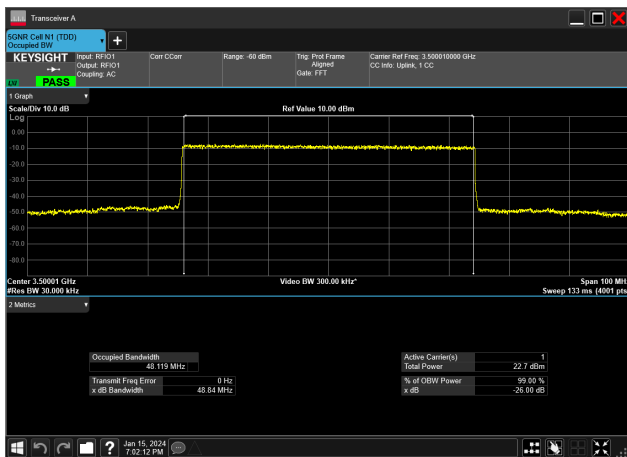 Transceiver A
5GNR Cell N1 (TDD)
Occupied BW
KEYSIGHT
LVI
PASS
Input: RFIO1
Output: RFIO1
Coupling: AC
Corr CCorr
Range: -60 dBm
Trig: Prot Frame
Aligned
Gate: FFT
Carrier Ref Freq: 3.500010000 GHz
CC Info: Uplink, 1 CC
1 Graph
Scale/Div 10.0 dB
Ref Value 10.00 dBm
Log
0.00
-10.0
-20.0
-30.0
-40.0
-50.0
-60.0
-70.0
-80.0
Center 3.50001 GHz
Video BW 300.00 kHz*
Span 100 MH
#Res BW 30.000 kHz
Sweep 133 ms (4001 pts
2 Metrics
Occupied Bandwidth
48.119 MHz
Transmit Freq Error 0 Hz
x dB Bandwidth 48.84 MHz
Active Carrier(s) 1
Total Power 22.7 dBm
% of OBW Power 99.00 %
x dB -26.00 dB
Jan 15, 2024
7:02:12 PM